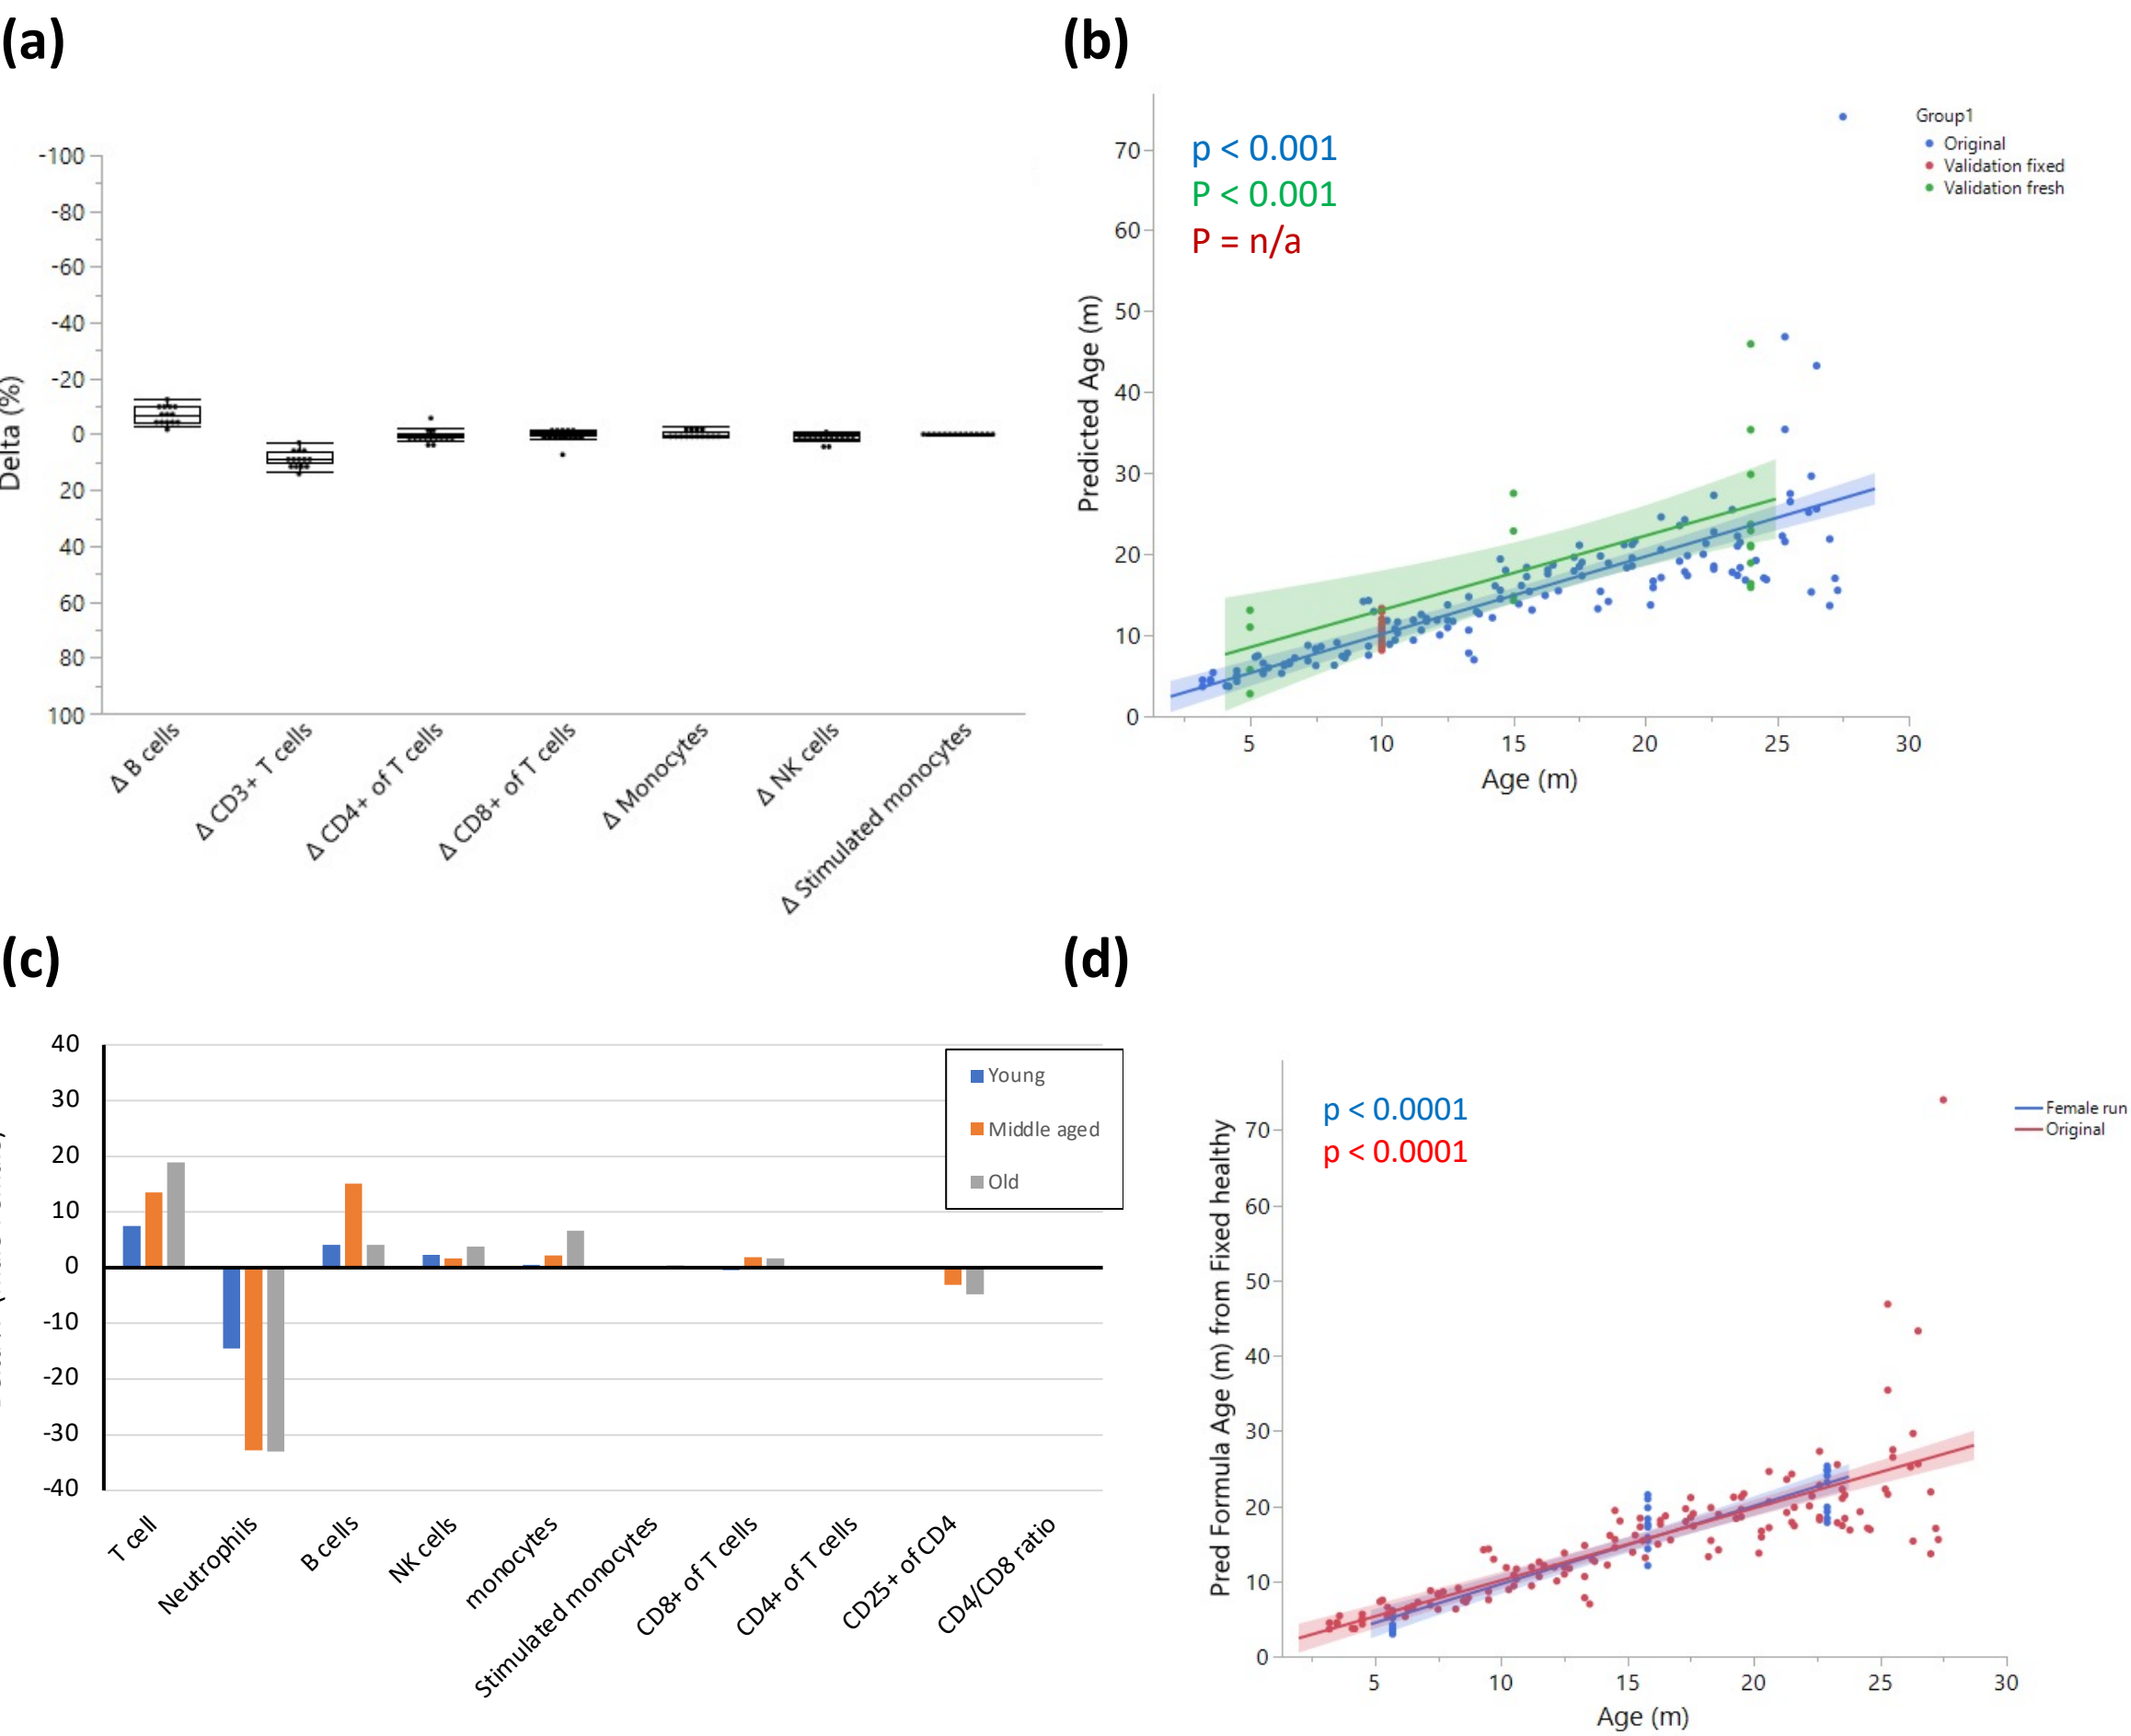 (a)
-100
-80
-60
-40
-20
0
20
40
60
80
100
Delta (%)
Δ B cells
Δ CD3+ T cells
Δ CD4+ of T cells
Δ CD8+ of T cells
Δ Monocytes
Δ NK cells
Δ Stimulated monocytes
(b)
p < 0.001
P < 0.001
P = n/a
Group1
Original
Validation fixed
Validation fresh
70
60
50
40
30
20
10
0
Predicted Age (m)
5
10
15
20
25
30
Age (m)
(c)
40
30
20
10
0
-10
-20
-30
-40
Young
Middle aged
Old
T cell
Neutrophils
B cells
NK cells
monocytes
Stimulated monocytes
CD8+ of T cells
CD4+ of T cells
CD25+ of CD4
CD4/CD8 ratio
(d)
p < 0.0001
p < 0.0001
Female run
Original
70
60
50
40
30
20
10
0
Pred Formula Age (m) from Fixed healthy
5
10
15
20
25
30
Age (m)